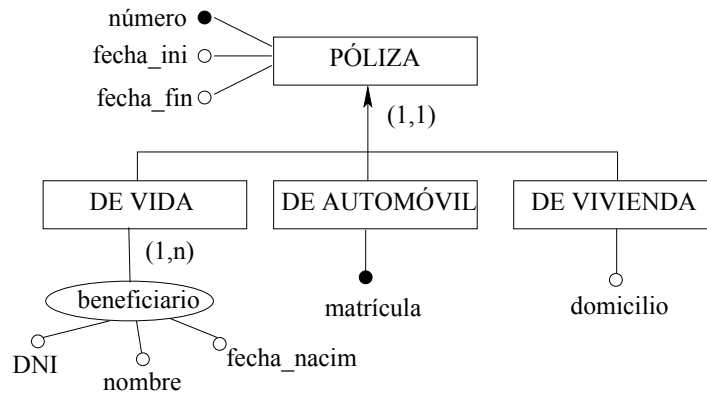 número
fecha_ini
fecha_fin
PÓLIZA
(1,1)
DE VIDA
DE AUTOMÓVIL
DE VIVIENDA
(1,n)
beneficiario
matrícula
domicilio
DNI
nombre
fecha_nacim